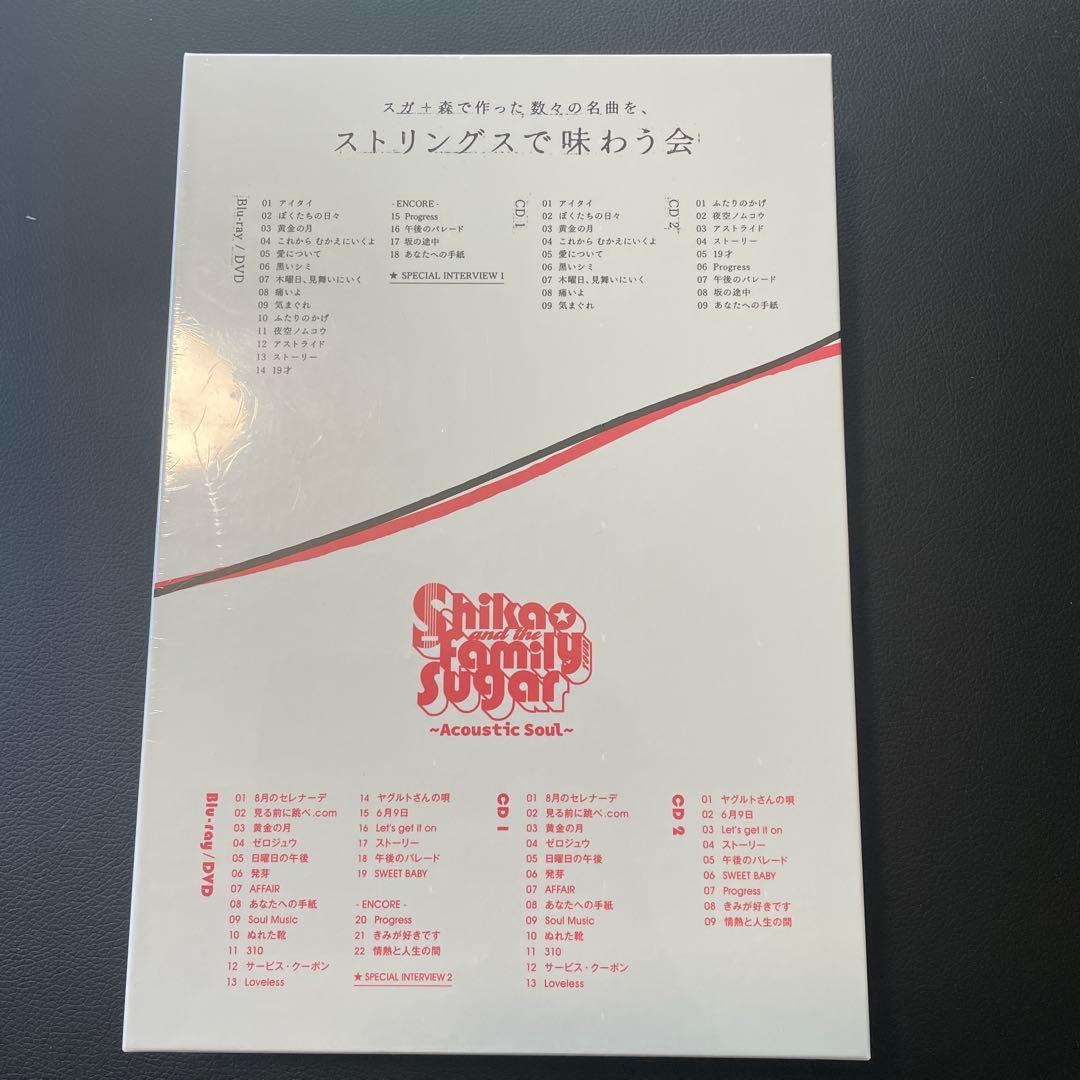 スガ＋森で作った、数々の名曲を、
ストリングスで味わう会
Blu-ray / DVD
01 アイタイ
02 ぼくたちの日々
03 黄金の月
04 これから むかえにいくよ
05 愛について
06 黒いシミ
07 木曜日、見舞いにいく
08 痛いよ
09 気まぐれ
10 ふたりのかげ
11 夜空ノムコウ
12 アストライド
13 ストーリー
14 19才
- ENCORE -
15 Progress
16 午後のパレード
17 坂の途中
18 あなたへの手紙
★ SPECIAL INTERVIEW 1
CD 1
01 アイタイ
02 ぼくたちの日々
03 黄金の月
04 これから むかえにいくよ
05 愛について
06 黒いシミ
07 木曜日、見舞いにいく
08 痛いよ
09 気まぐれ
CD 2
01 ふたりのかげ
02 夜空ノムコウ
03 アストライド
04 ストーリー
05 19才
06 Progress
07 午後のパレード
08 坂の途中
09 あなたへの手紙
Shikao
and the
family
sugar
~Acoustic Soul~
Blu-ray / DVD
01 8月のセレナーデ
02 見る前に跳べ.com
03 黄金の月
04 ゼロジュウ
05 日曜日の午後
06 発芽
07 AFFAIR
08 あなたへの手紙
09 Soul Music
10 ぬれた靴
11 310
12 サービス・クーポン
13 Loveless
14 ヤグルトさんの唄
15 6月9日
16 Let's get it on
17 ストーリー
18 午後のパレード
19 SWEET BABY
- ENCORE -
20 Progress
21 きみが好きです
22 情熱と人生の間
★ SPECIAL INTERVIEW 2
CD 1
01 8月のセレナーデ
02 見る前に跳べ.com
03 黄金の月
04 ゼロジュウ
05 日曜日の午後
06 発芽
07 AFFAIR
08 あなたへの手紙
09 Soul Music
10 ぬれた靴
11 310
12 サービス・クーポン
13 Loveless
CD 2
01 ヤグルトさんの唄
02 6月9日
03 Let's get it on
04 ストーリー
05 午後のパレード
06 SWEET BABY
07 Progress
08 きみが好きです
09 情熱と人生の間